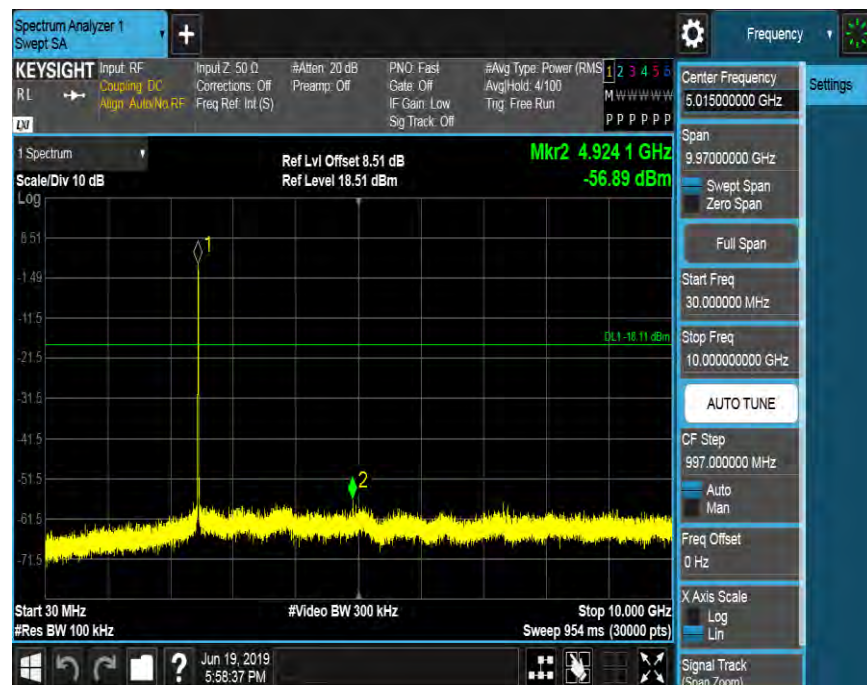 Spectrum Analyzer 1
Swept SA
Frequency
KEYSIGHT
RL
LXI
Input: RF
Coupling: DC
Align: Auto/No RF
Input Z: 50 Ω
Corrections: Off
Freq Ref: Int (S)
#Atten: 20 dB
Preamp: Off
PNO: Fast
Gate: Off
IF Gain: Low
Sig Track: Off
#Avg Type: Power (RMS
Avg|Hold: 4/100
Trig: Free Run
1 2 3 4 5 6
M W W W W W
P P P P P P
Center Frequency
5.015000000 GHz
Settings
Span
9.97000000 GHz
Swept Span
Zero Span
Full Span
Start Freq
30.000000 MHz
Stop Freq
10.000000000 GHz
AUTO TUNE
CF Step
997.000000 MHz
Auto
Man
Freq Offset
0 Hz
X Axis Scale
Log
Lin
Signal Track
(Span Zoom)
1 Spectrum
Scale/Div 10 dB
Log
Ref Lvl Offset 8.51 dB
Ref Level 18.51 dBm
Mkr2 4.924 1 GHz
-56.89 dBm
8.51
-1.49
-11.5
-21.5
-31.5
-41.5
-51.5
-61.5
-71.5
1
2
Start 30 MHz
#Res BW 100 kHz
#Video BW 300 kHz
Stop 10.000 GHz
Sweep 954 ms (30000 pts)
?
Jun 19, 2019
5:58:37 PM